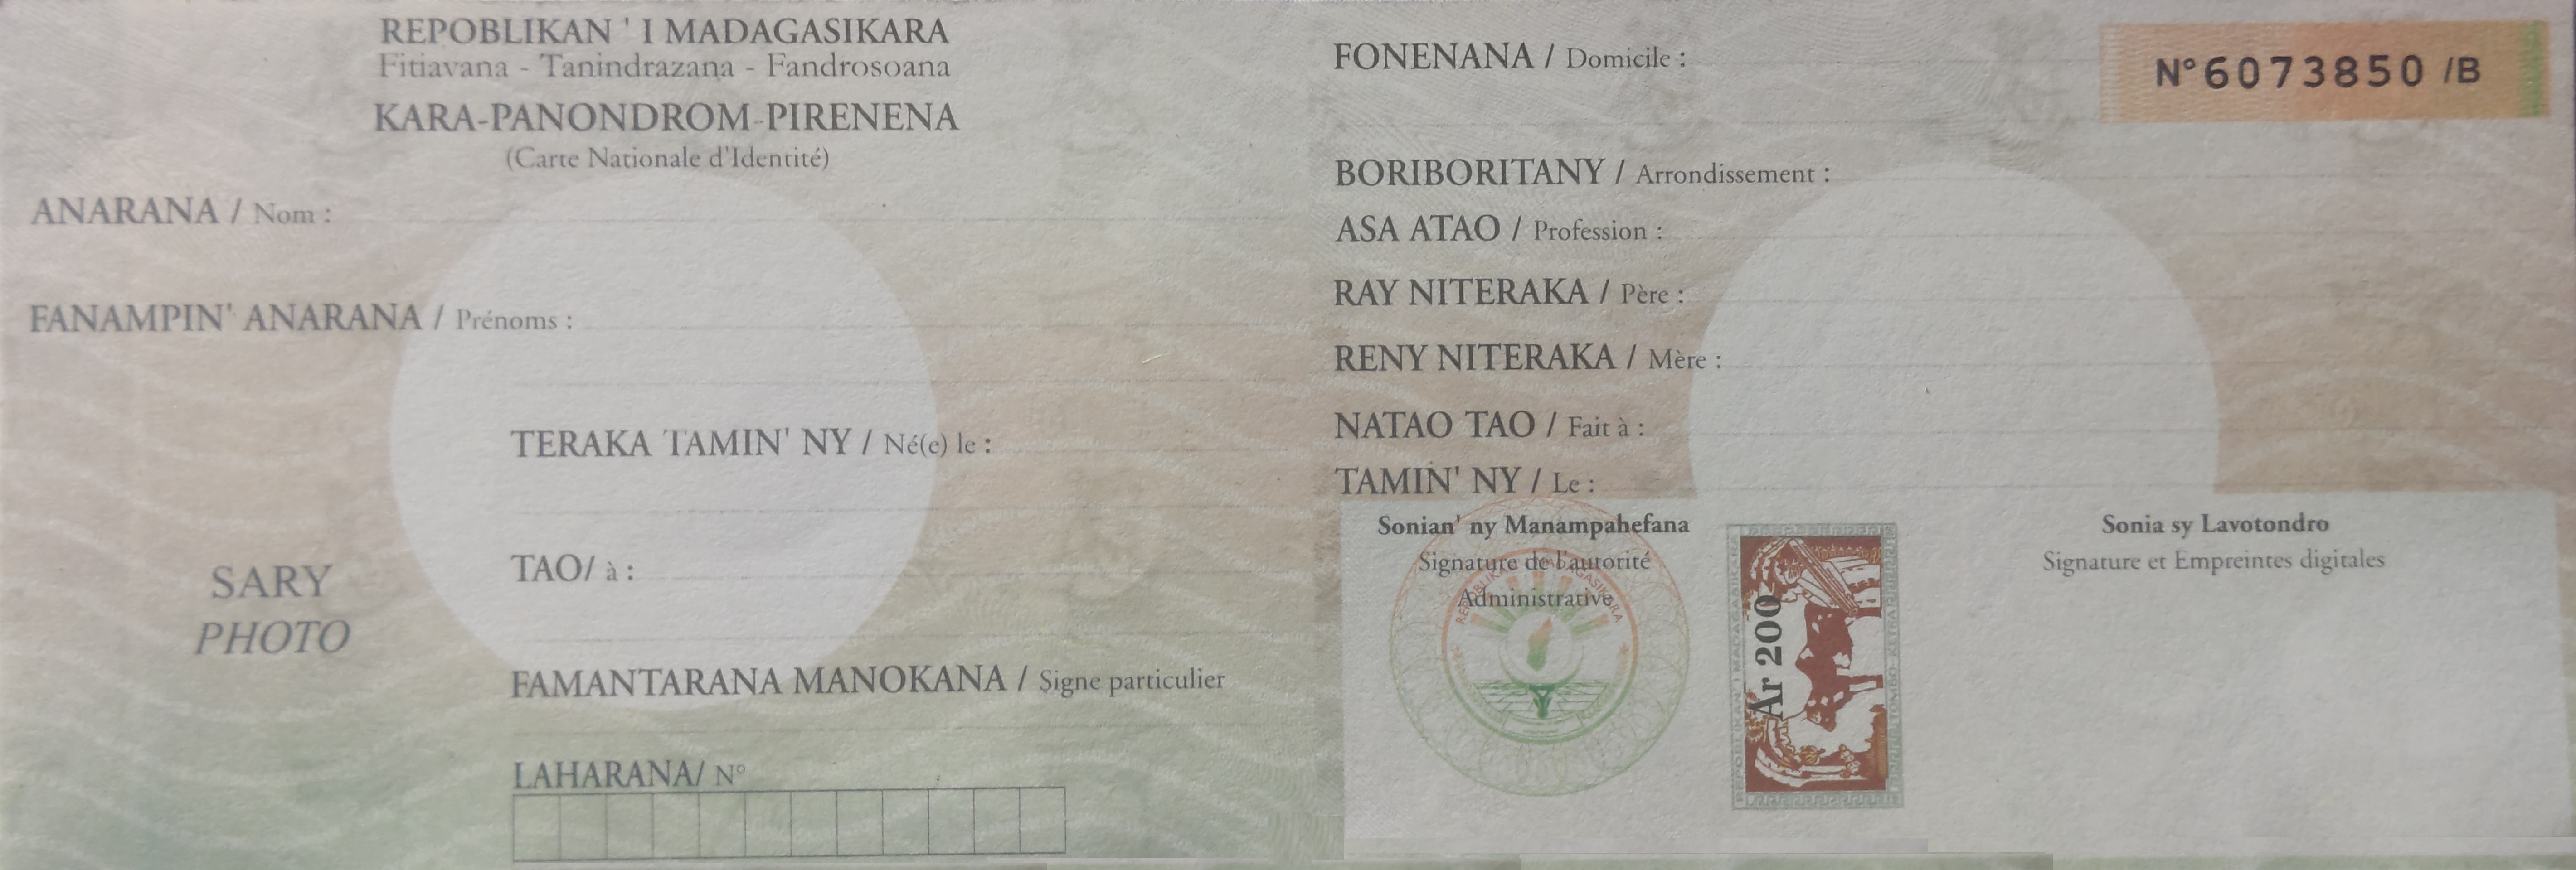 REPOBLIKAN ' I MADAGASIKARA
Fitiavana - Tanindrazana - Fandrosoana
KARA-PANONDROM-PIRENENA
(Carte Nationale d'Identité)
ANARANA / Nom :
FANAMPIN' ANARANA / Prénoms :
TERAKA TAMIN' NY / Né(e) le :
TAO/ à :
SARY
PHOTO
FAMANTARANA MANOKANA / Signe particulier
LAHARANA/ N°
FONENANA / Domicile :
N°6073850 /B
BORIBORITANY / Arrondissement :
ASA ATAO / Profession :
RAY NITERAKA / Père :
RENY NITERAKA / Mère :
NATAO TAO / Fait à :
TAMIN' NY / Le :
Sonian' ny Manampahefana
Signature de l'autorité
Administrative
REPOBLIKAN'I MADAGASIKARA
Ar 200
REPOBLIKAN'I MADAGASIKARA
Sonia sy Lavotondro
Signature et Empreintes digitales